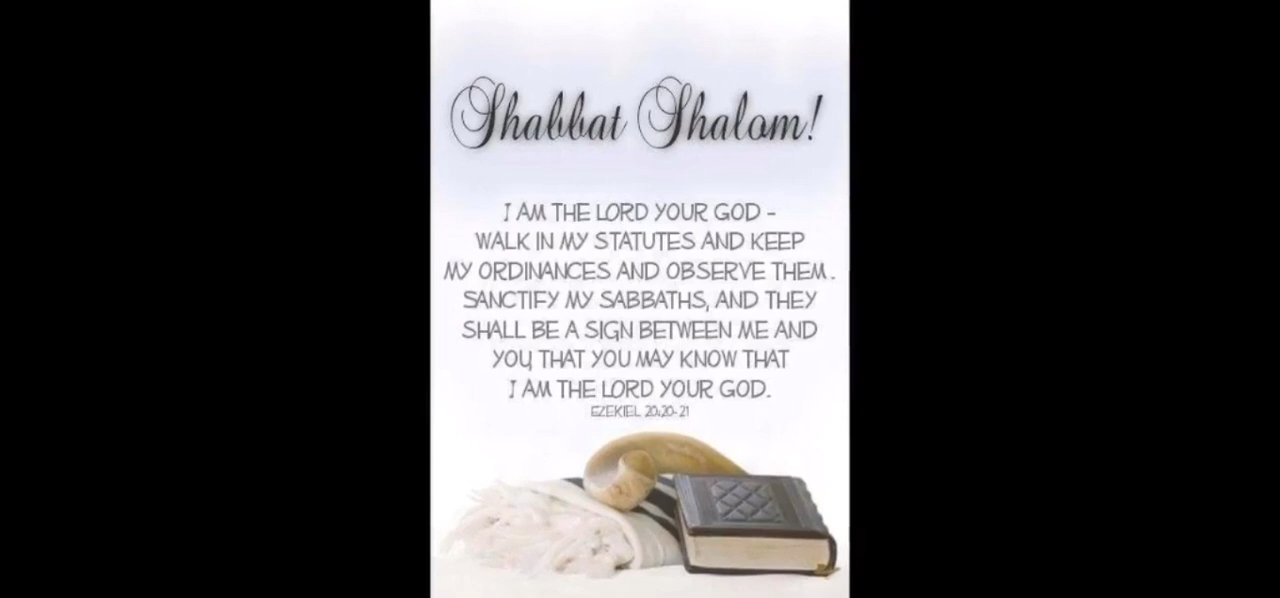 Shabbat Shalom!
I AM THE LORD YOUR GOD -
WALK IN MY STATUTES AND KEEP
MY ORDINANCES AND OBSERVE THEM.
SANCTIFY MY SABBATHS, AND THEY
SHALL BE A SIGN BETWEEN ME AND
YOU, THAT YOU MAY KNOW THAT
I AM THE LORD YOUR GOD.
EZEKIEL 20:20-21